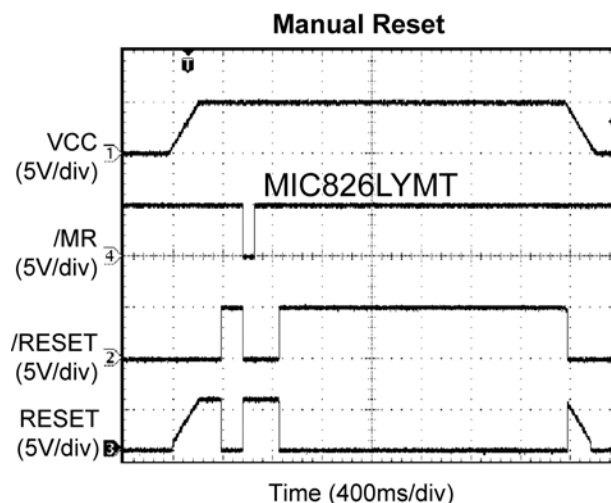 Manual Reset
T
VCC
(5V/div)
1
MIC826LYMT
/MR
(5V/div)
4
/RESET
(5V/div)
2
RESET
(5V/div)
3
Time (400ms/div)